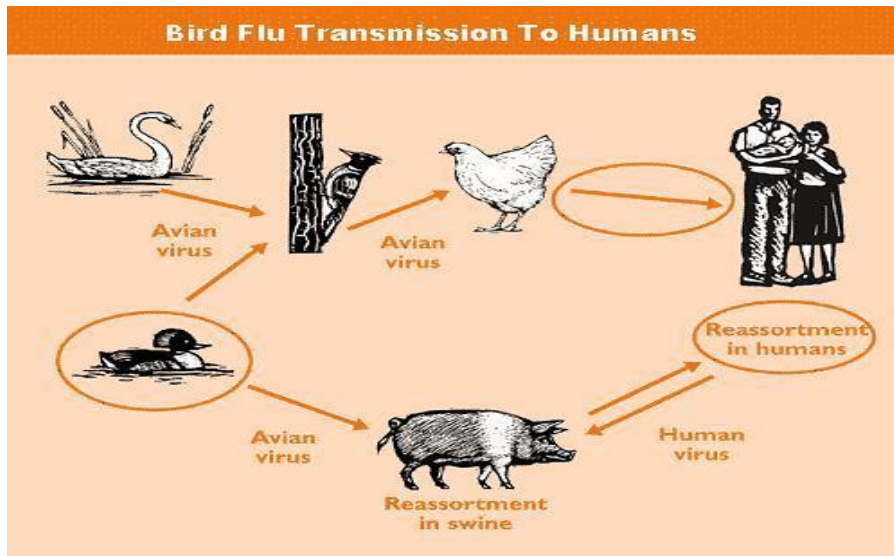 Bird Flu Transmission To Humans
Avian
virus
Avian
virus
Reassortment
in humans
Avian
virus
Human
virus
Reassortment
in swine